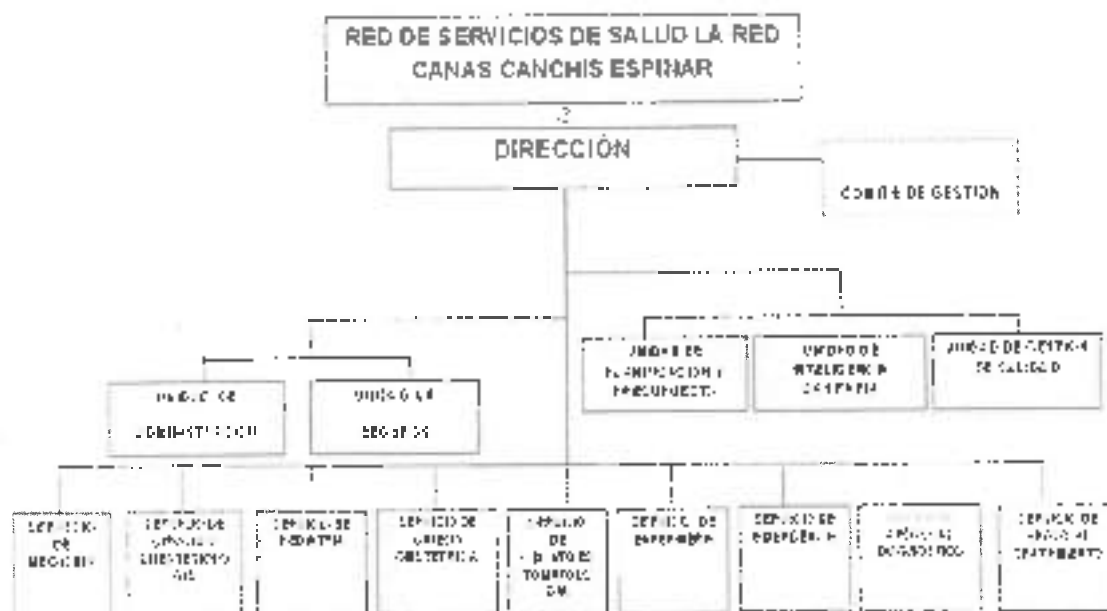 RED DE SERVICIOS DE SALUD LA RED
CANAS CANCHIS ESPINAR
DIRECCIÓN
COMITE DE GESTION
UNIDAD DE
PLANIFICACION Y
PRESUPUESTO
UNIDAD DE
INTELIGENCIA
SANITARIA
UNIDAD DE GESTION
DE CALIDAD
UNIDAD DE
ADMINISTRACION
UNIDAD DE
SEGUROS
SERVICIO
DE
MEDICINA
SERVICIO DE
CIRUGIA Y
SERVICIO DE
PEDIATRIA
SERVICIO DE
GINECO
OBSTETRICIA
SERVICIO
DE
SERVICIO DE
ENFERMERIA
SERVICIO DE
EMERGENCIA
APOYO AL
DIAGNOSTICO
SERVICIO DE
APOYO AL
TRATAMIENTO